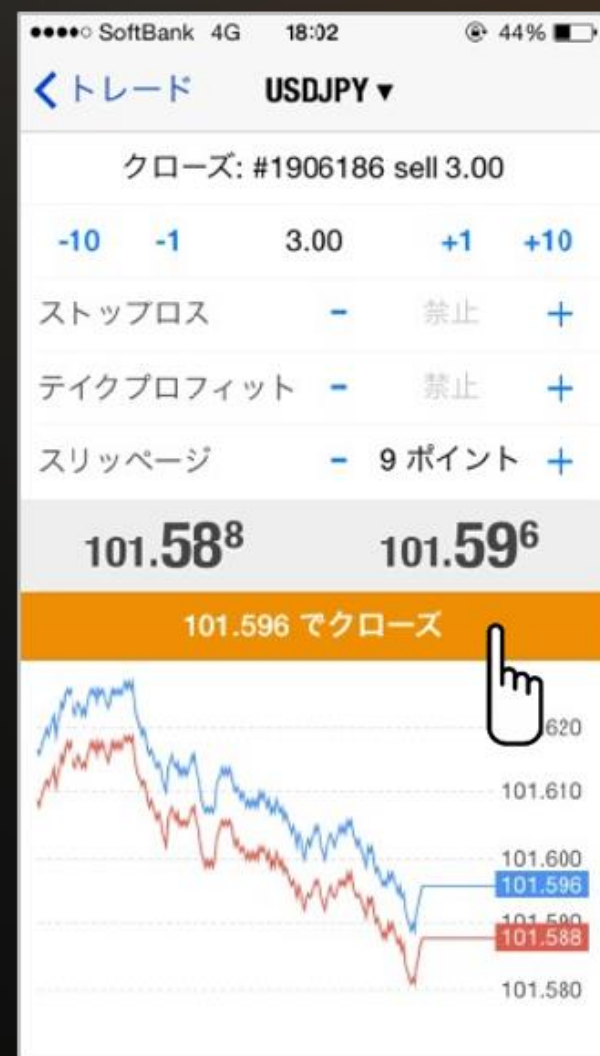 SoftBank 4G 18:02 44%
トレード USDJPY ▼
クローズ: #1906186 sell 3.00
-10 -1 3.00 +1 +10
ストップロス - 禁止 +
テイクプロフィット - 禁止 +
スリッページ - 9 ポイント +
101.588 101.596
101.596 でクローズ
620
101.610
101.600
101.596
101.590
101.588
101.580